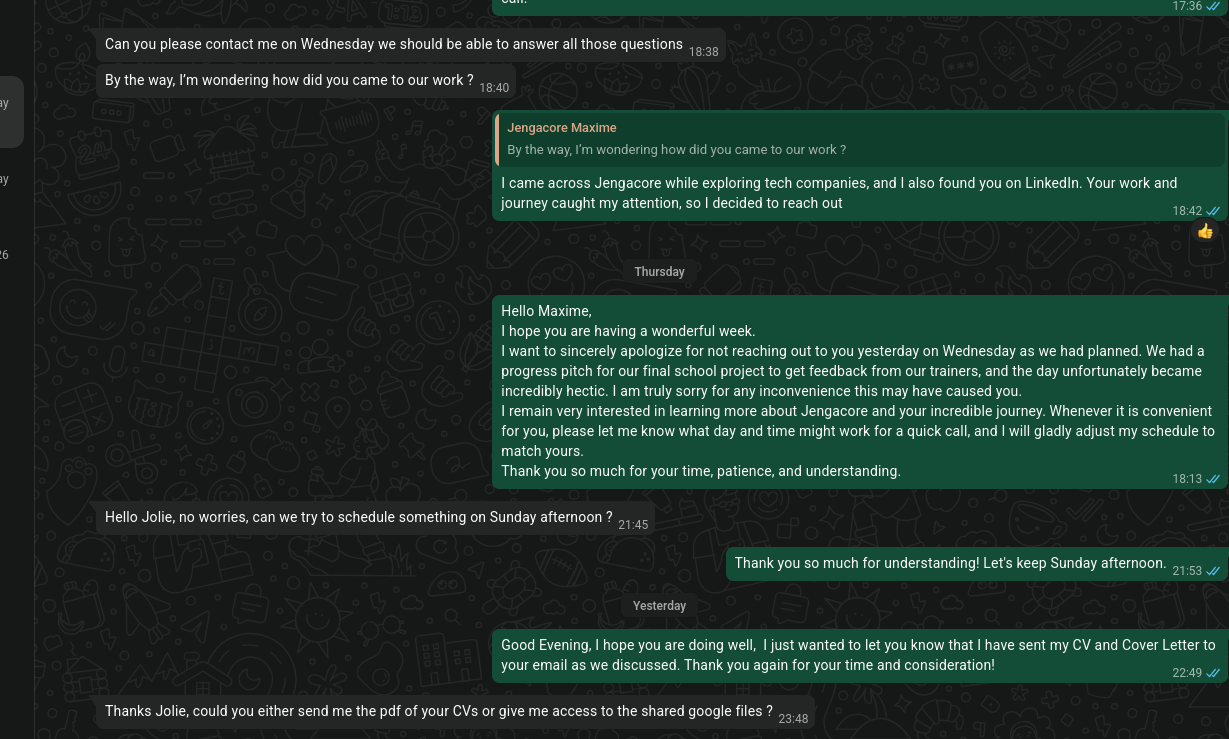 17:36
Can you please contact me on Wednesday we should be able to answer all those questions 18:38
By the way, I'm wondering how did you came to our work ? 18:40
ay
Jengacore Maxime
By the way, I'm wondering how did you came to our work ?
I came across Jengacore while exploring tech companies, and I also found you on LinkedIn. Your work and
journey caught my attention, so I decided to reach out
18:42
👍
ay
26
Thursday
Hello Maxime,
I hope you are having a wonderful week.
I want to sincerely apologize for not reaching out to you yesterday on Wednesday as we had planned. We had a
progress pitch for our final school project to get feedback from our trainers, and the day unfortunately became
incredibly hectic. I am truly sorry for any inconvenience this may have caused you.
I remain very interested in learning more about Jengacore and your incredible journey. Whenever it is convenient
for you, please let me know what day and time might work for a quick call, and I will gladly adjust my schedule to
match yours.
Thank you so much for your time, patience, and understanding.
18:13
Hello Jolie, no worries, can we try to schedule something on Sunday afternoon ? 21:45
Thank you so much for understanding! Let's keep Sunday afternoon. 21:53
Yesterday
Good Evening, I hope you are doing well,  I just wanted to let you know that I have sent my CV and Cover Letter to
your email as we discussed. Thank you again for your time and consideration!
22:49
Thanks Jolie, could you either send me the pdf of your CVs or give me access to the shared google files ? 23:48